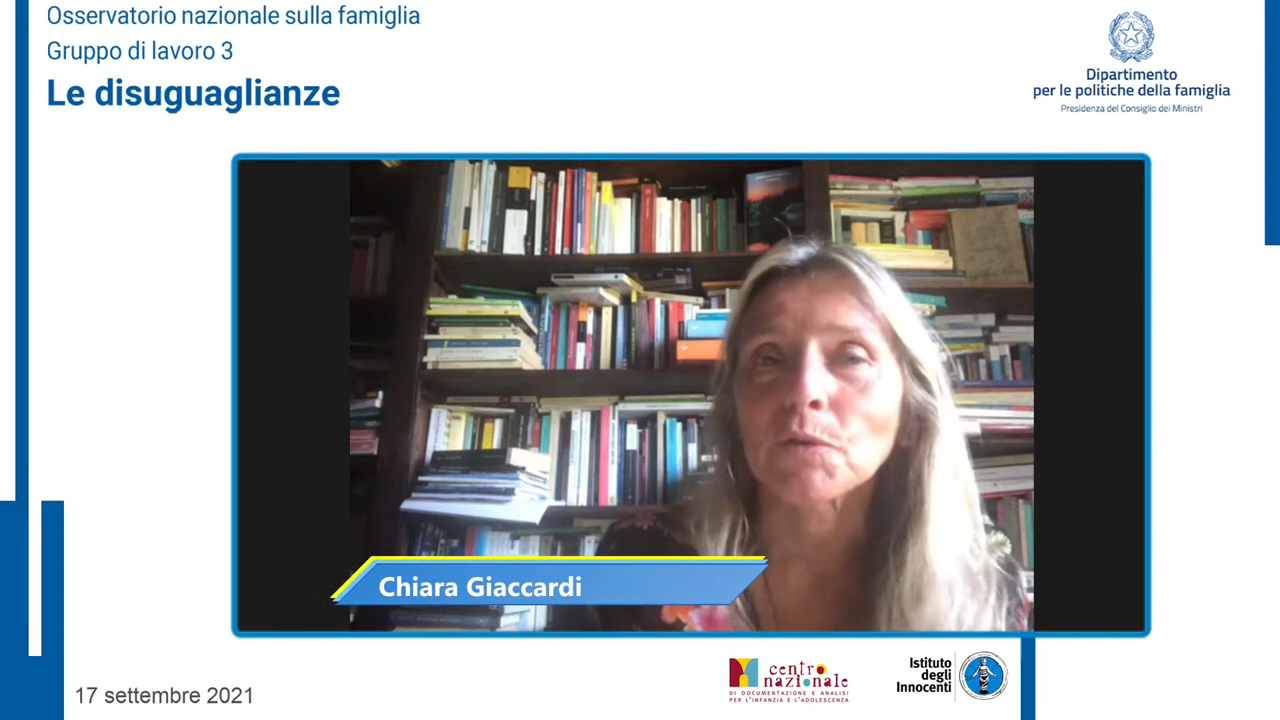 Osservatorio nazionale sulla famiglia
Gruppo di lavoro 3
Le disuguaglianze
Dipartimento
per le politiche della famiglia
Presidenza del Consiglio dei Ministri
Chiara Giaccardi
17 settembre 2021
centro
nazionale
DI DOCUMENTAZIONE E ANALISI
PER L'INFANZIA E L'ADOLESCENZA
Istituto
degli
Innocenti